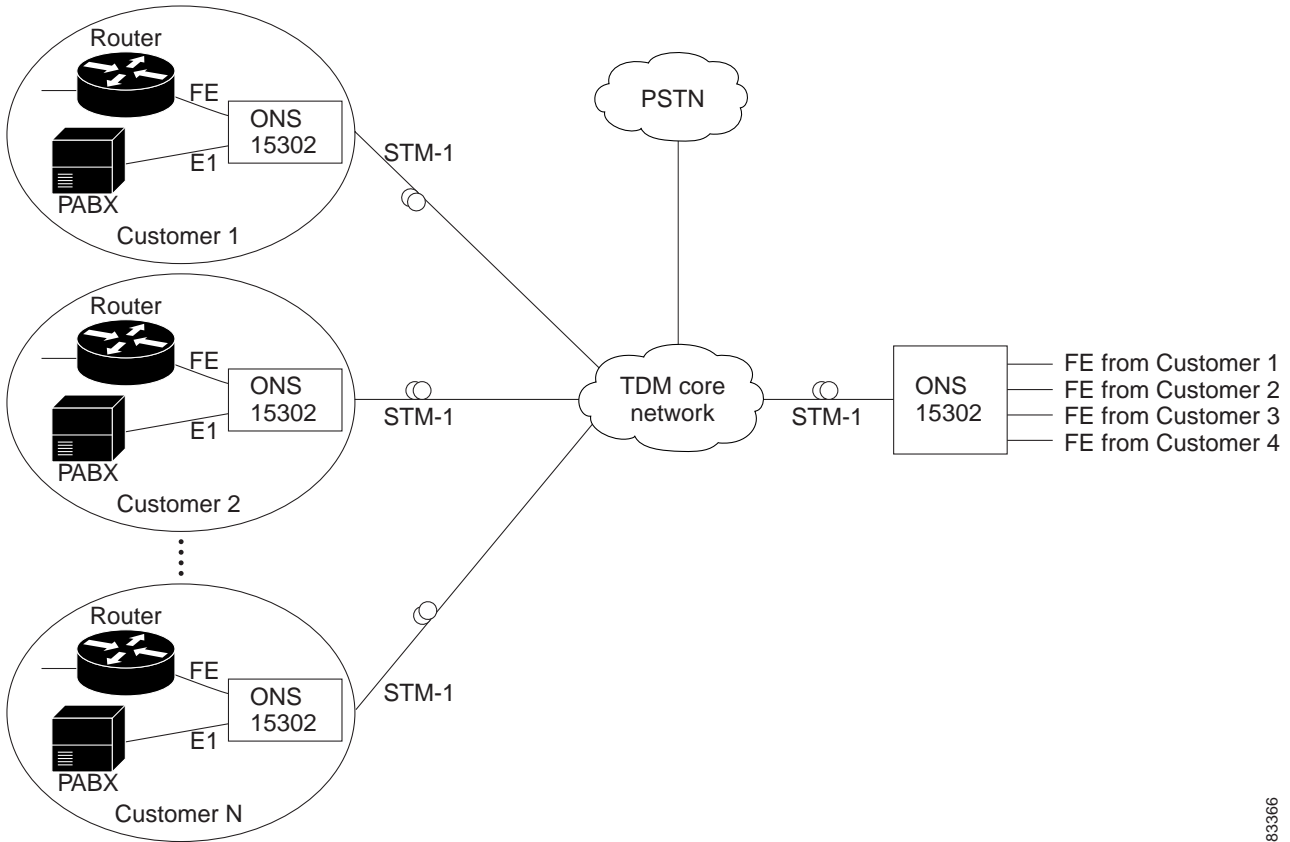 Router
FE
ONS
15302
E1
PABX
Customer 1
STM-1
PSTN
Router
FE
ONS
15302
E1
PABX
Customer 2
STM-1
TDM core
network
STM-1
ONS
15302
FE from Customer 1
FE from Customer 2
FE from Customer 3
FE from Customer 4
Router
FE
ONS
15302
E1
PABX
Customer N
STM-1
83366